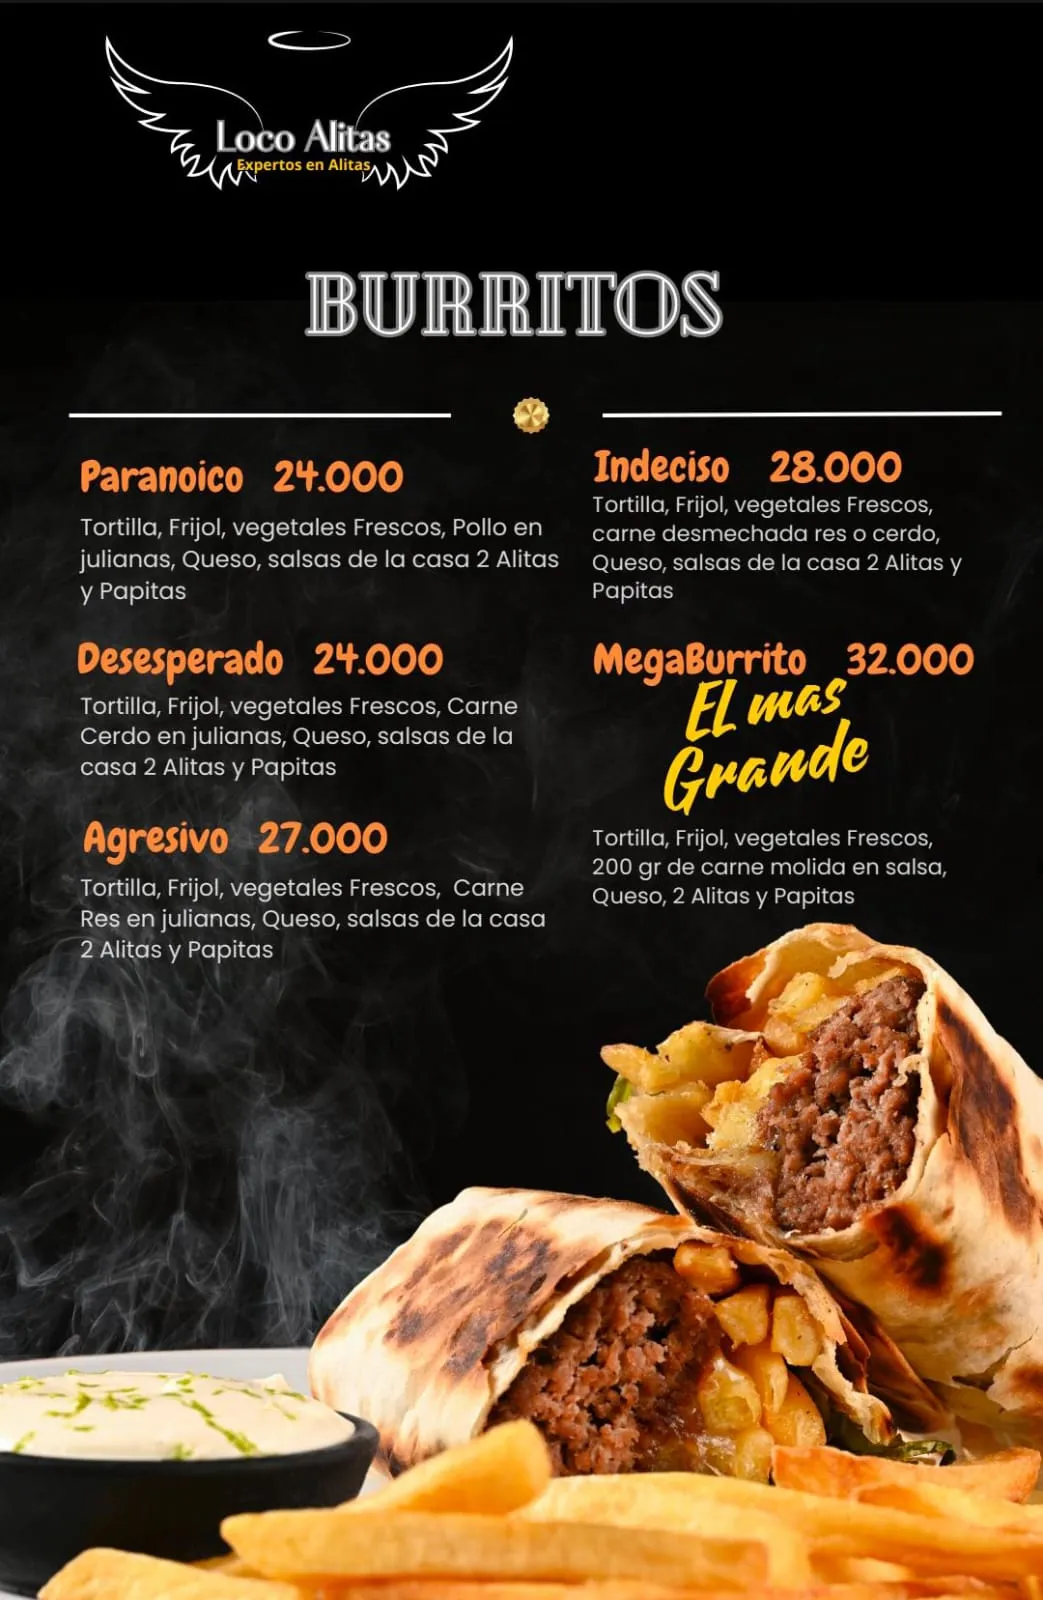 Loco Alitas
Expertos en Alitas
BURRITOS
Paranoico 24.000
Tortilla, Frijol, vegetales Frescos, Pollo en
julianas, Queso, salsas de la casa 2 Alitas
y Papitas
Desesperado 24.000
Tortilla, Frijol, vegetales Frescos, Carne
Cerdo en julianas, Queso, salsas de la
casa 2 Alitas y Papitas
Agresivo 27.000
Tortilla, Frijol, vegetales Frescos, Carne
Res en julianas, Queso, salsas de la casa
2 Alitas y Papitas
Indeciso 28.000
Tortilla, Frijol, vegetales Frescos,
carne desmechada res o cerdo,
Queso, salsas de la casa 2 Alitas y
Papitas
MegaBurrito 32.000
EL mas
Grande
Tortilla, Frijol, vegetales Frescos,
200 gr de carne molida en salsa,
Queso, 2 Alitas y Papitas